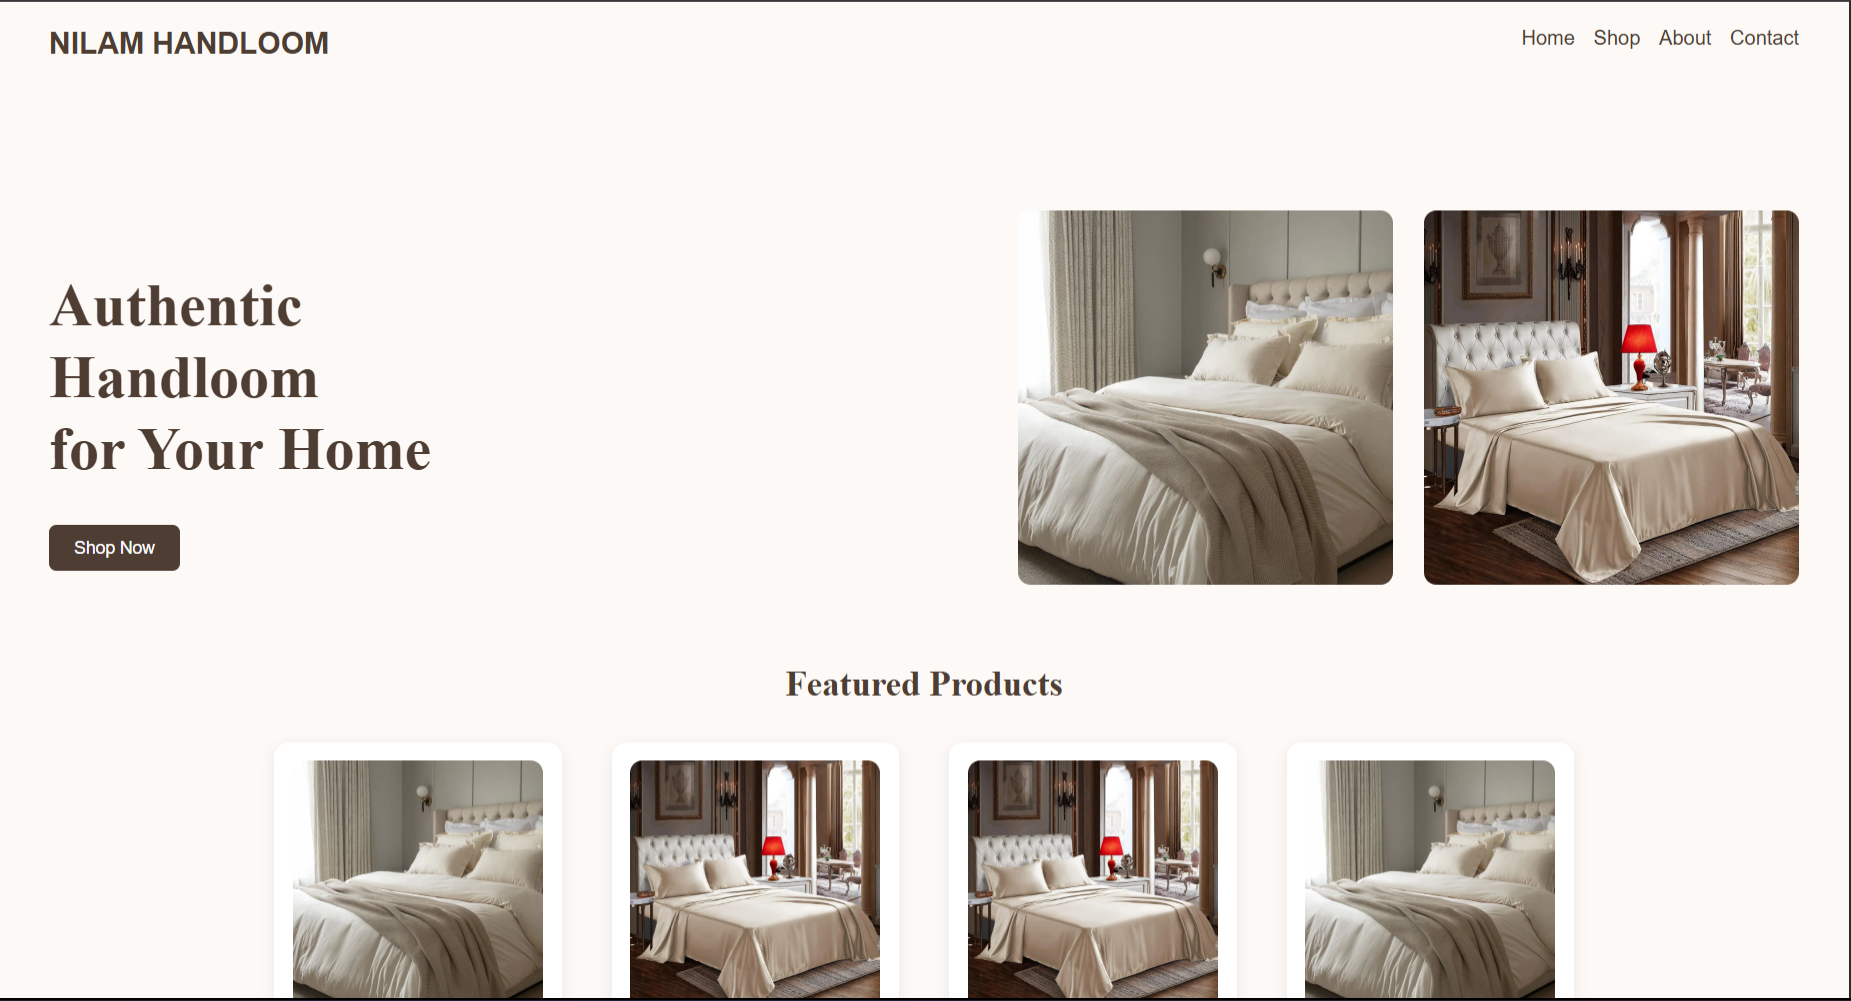 NILAM HANDLOOM
Home Shop About Contact
Authentic
Handloom
for Your Home
Shop Now
Featured Products